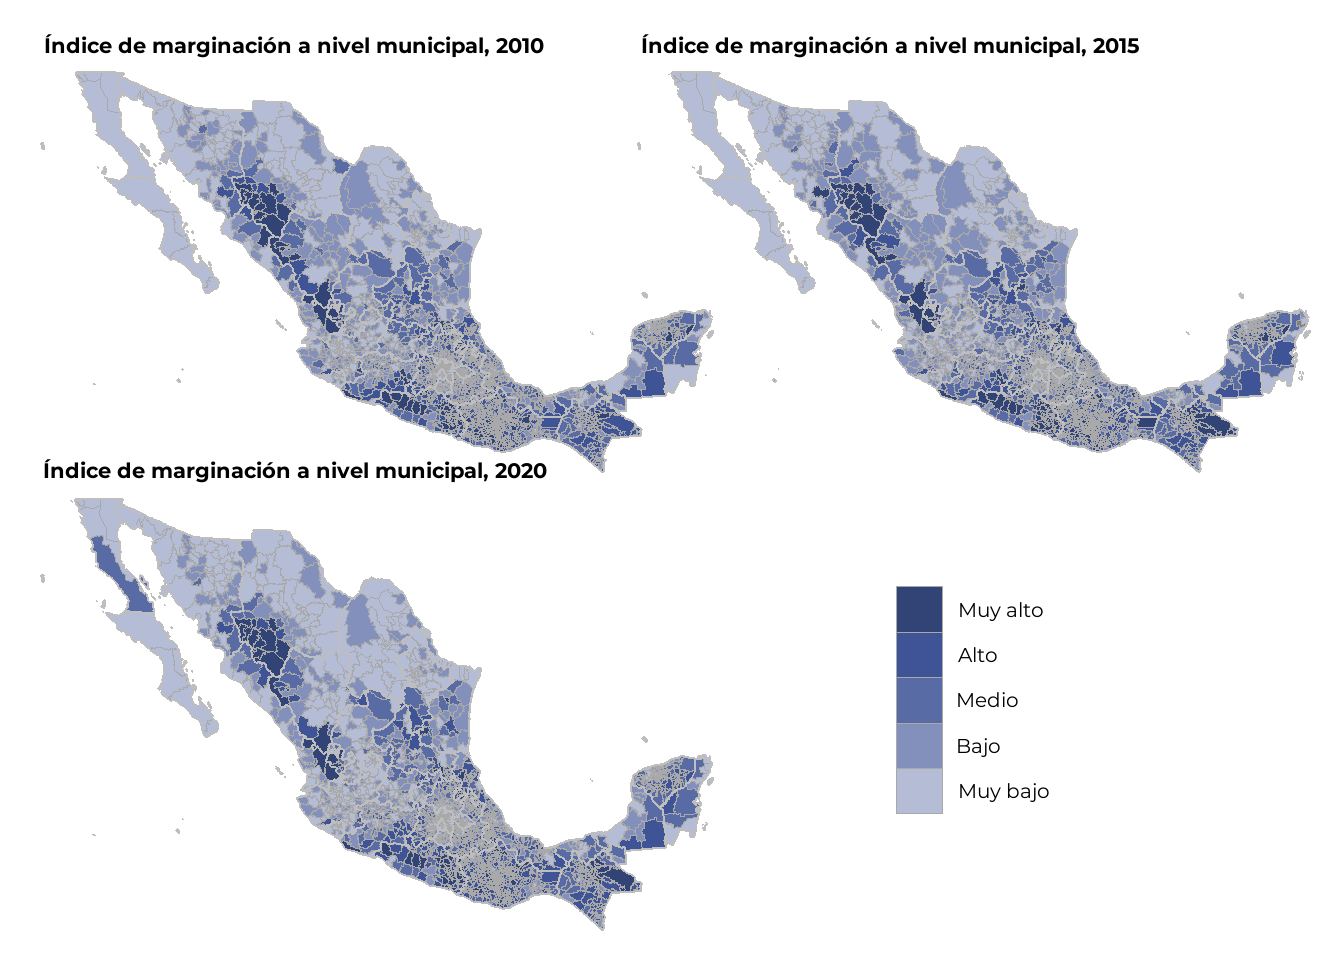 Índice de marginación a nivel municipal, 2010
Índice de marginación a nivel municipal, 2015
Índice de marginación a nivel municipal, 2020
Muy alto
Alto
Medio
Bajo
Muy bajo